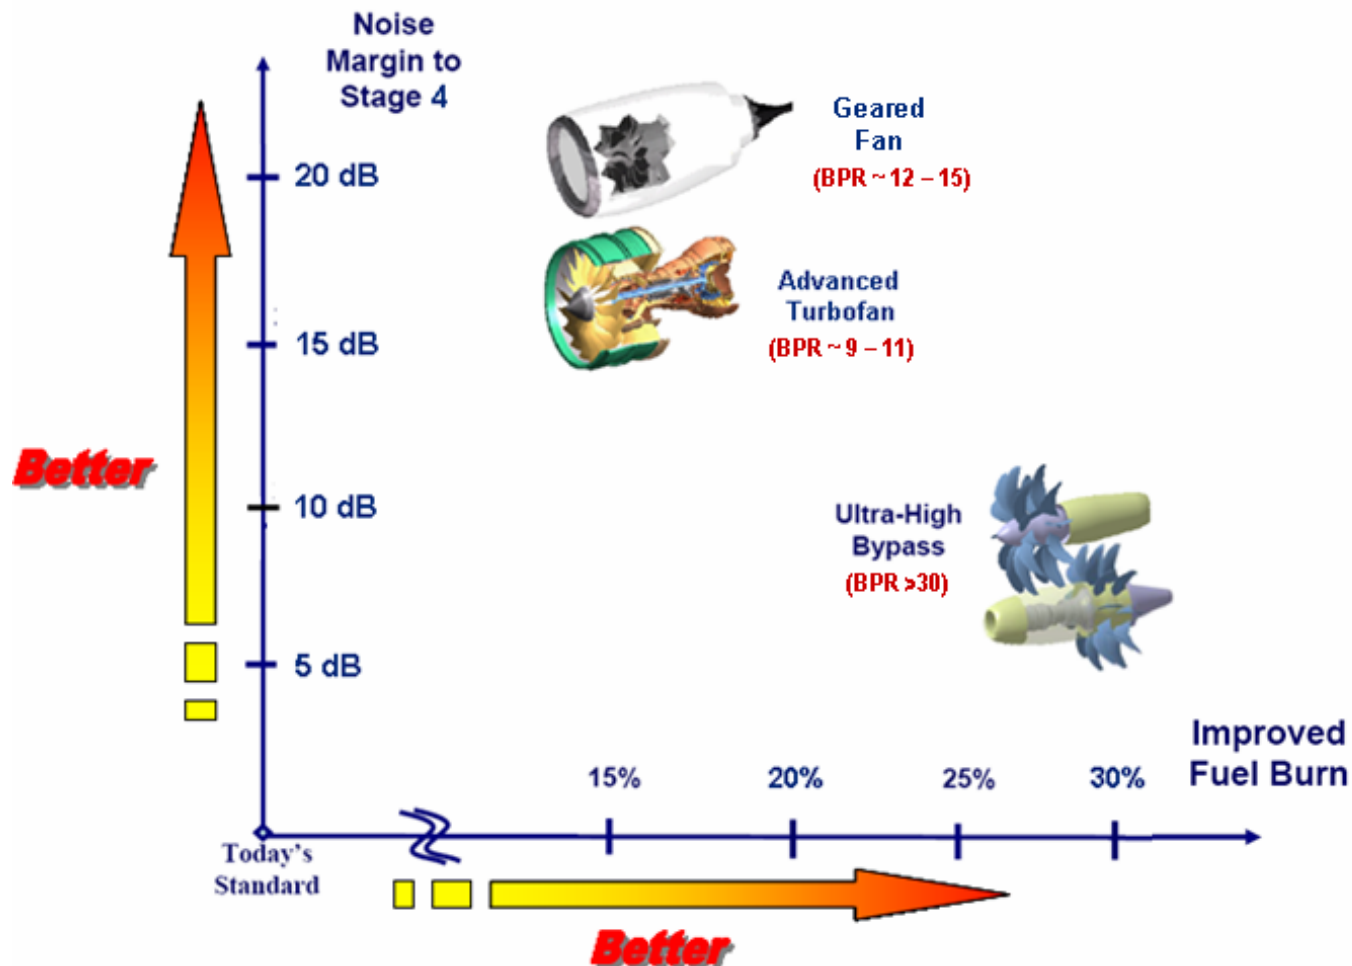 Noise
Margin to
Stage 4
20 dB
15 dB
10 dB
5 dB
Better
Geared
Fan
(BPR ~ 12 – 15)
Advanced
Turbofan
(BPR ~ 9 – 11)
Ultra-High
Bypass
(BPR >30)
Improved
Fuel Burn
15%
20%
25%
30%
Today's
Standard
Better